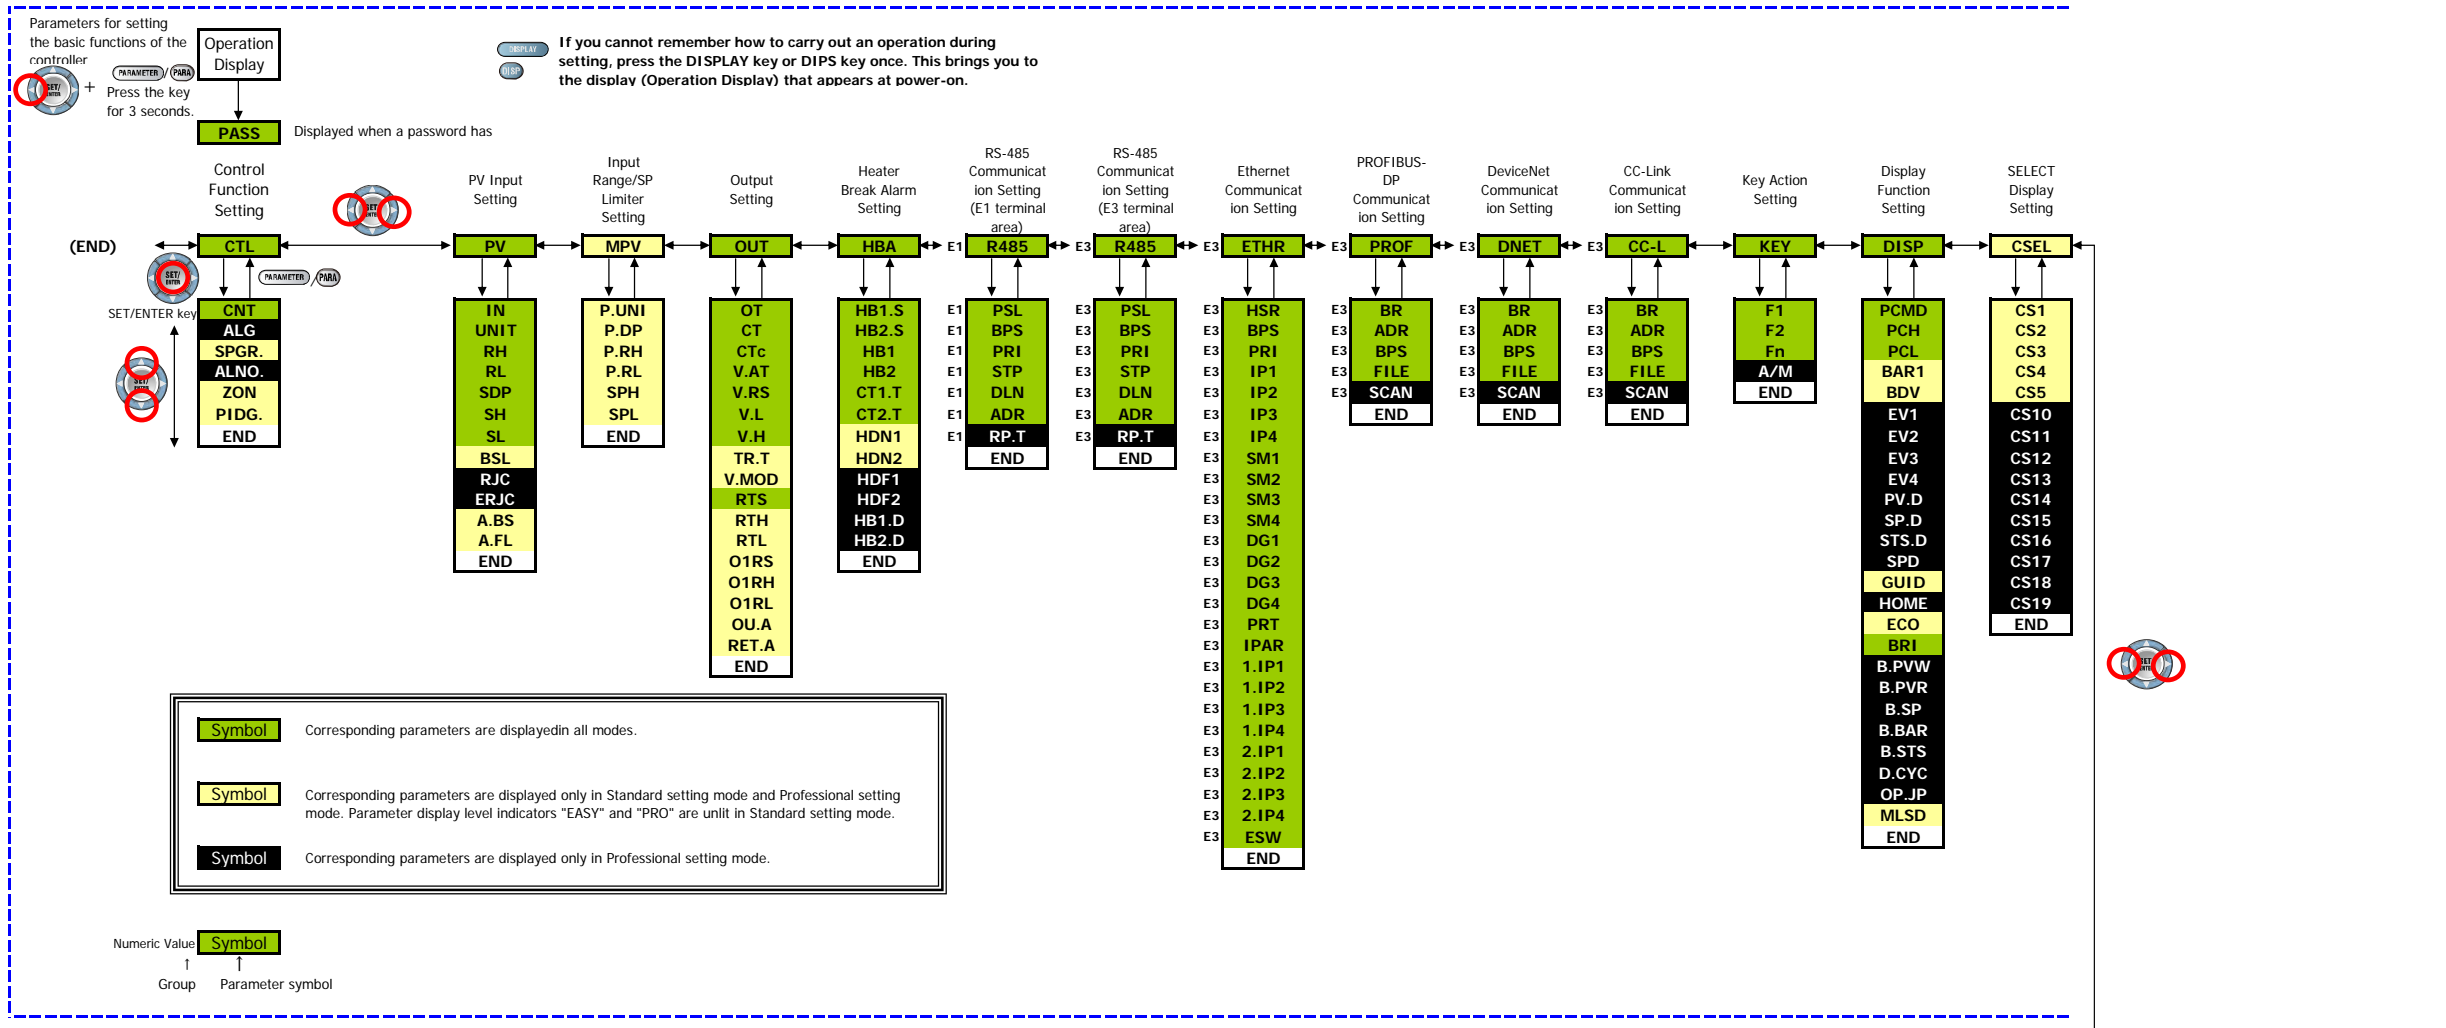 Parameters for setting
the basic functions of the
controller
Operation
Display
PARAMETER / PARA
SET/
ENTER
+
Press the key
for 3 seconds.
DISPLAY
DISP
If you cannot remember how to carry out an operation during
setting, press the DISPLAY key or DIPS key once. This brings you to
the display (Operation Display) that appears at power-on.
PASS
Displayed when a password has
Control
Function
Setting
PV Input
Setting
Input
Range/SP
Limiter
Setting
Output
Setting
Heater
Break Alarm
Setting
RS-485
Communicat
ion Setting
(E1 terminal
area)
RS-485
Communicat
ion Setting
(E3 terminal
area)
Ethernet
Communicat
ion Setting
PROFIBUS-
DP
Communicat
ion Setting
DeviceNet
Communicat
ion Setting
CC-Link
Communicat
ion Setting
Key Action
Setting
Display
Function
Setting
SELECT
Display
Setting
(END)
CTL
PV
MPV
OUT
HBA
E1 R485
E3 R485
E3 ETHR
E3 PROF
E3 DNET
E3 CC-L
KEY
DISP
CSEL
SET/
ENTER
PARAMETER / PARA
SET/ENTER key
SET/
ENTER
CNT
ALG
SPGR.
ALNO.
ZON
PIDG.
END
IN
UNIT
RH
RL
SDP
SH
SL
BSL
RJC
ERJC
A.BS
A.FL
END
P.UNI
P.DP
P.RH
P.RL
SPH
SPL
END
OT
CT
CTc
V.AT
V.RS
V.L
V.H
TR.T
V.MOD
RTS
RTH
RTL
O1RS
O1RH
O1RL
OU.A
RET.A
END
HB1.S
HB2.S
HB1
HB2
CT1.T
CT2.T
HDN1
HDN2
HDF1
HDF2
HB1.D
HB2.D
END
E1 PSL
E1 BPS
E1 PRI
E1 STP
E1 DLN
E1 ADR
E1 RP.T
END
E3 PSL
E3 BPS
E3 PRI
E3 STP
E3 DLN
E3 ADR
E3 RP.T
END
E3 HSR
E3 BPS
E3 PRI
E3 IP1
E3 IP2
E3 IP3
E3 IP4
E3 SM1
E3 SM2
E3 SM3
E3 SM4
E3 DG1
E3 DG2
E3 DG3
E3 DG4
E3 PRT
E3 IPAR
E3 1.IP1
E3 1.IP2
E3 1.IP3
E3 1.IP4
E3 2.IP1
E3 2.IP2
E3 2.IP3
E3 2.IP4
E3 ESW
END
E3 BR
E3 ADR
E3 BPS
E3 FILE
E3 SCAN
END
E3 BR
E3 ADR
E3 BPS
E3 FILE
E3 SCAN
END
E3 BR
E3 ADR
E3 BPS
E3 FILE
E3 SCAN
END
F1
F2
Fn
A/M
END
PCMD
PCH
PCL
BAR1
BDV
EV1
EV2
EV3
EV4
PV.D
SP.D
STS.D
SPD
GUID
HOME
ECO
BRI
B.PVW
B.PVR
B.SP
B.BAR
B.STS
D.CYC
OP.JP
MLSD
END
CS1
CS2
CS3
CS4
CS5
CS10
CS11
CS12
CS13
CS14
CS15
CS16
CS17
CS18
CS19
END
Symbol
Corresponding parameters are displayedin all modes.
Symbol
Corresponding parameters are displayed only in Standard setting mode and Professional setting
mode. Parameter display level indicators "EASY" and "PRO" are unlit in Standard setting mode.
Symbol
Corresponding parameters are displayed only in Professional setting mode.
Numeric Value Symbol
↑ ↑
Group Parameter symbol